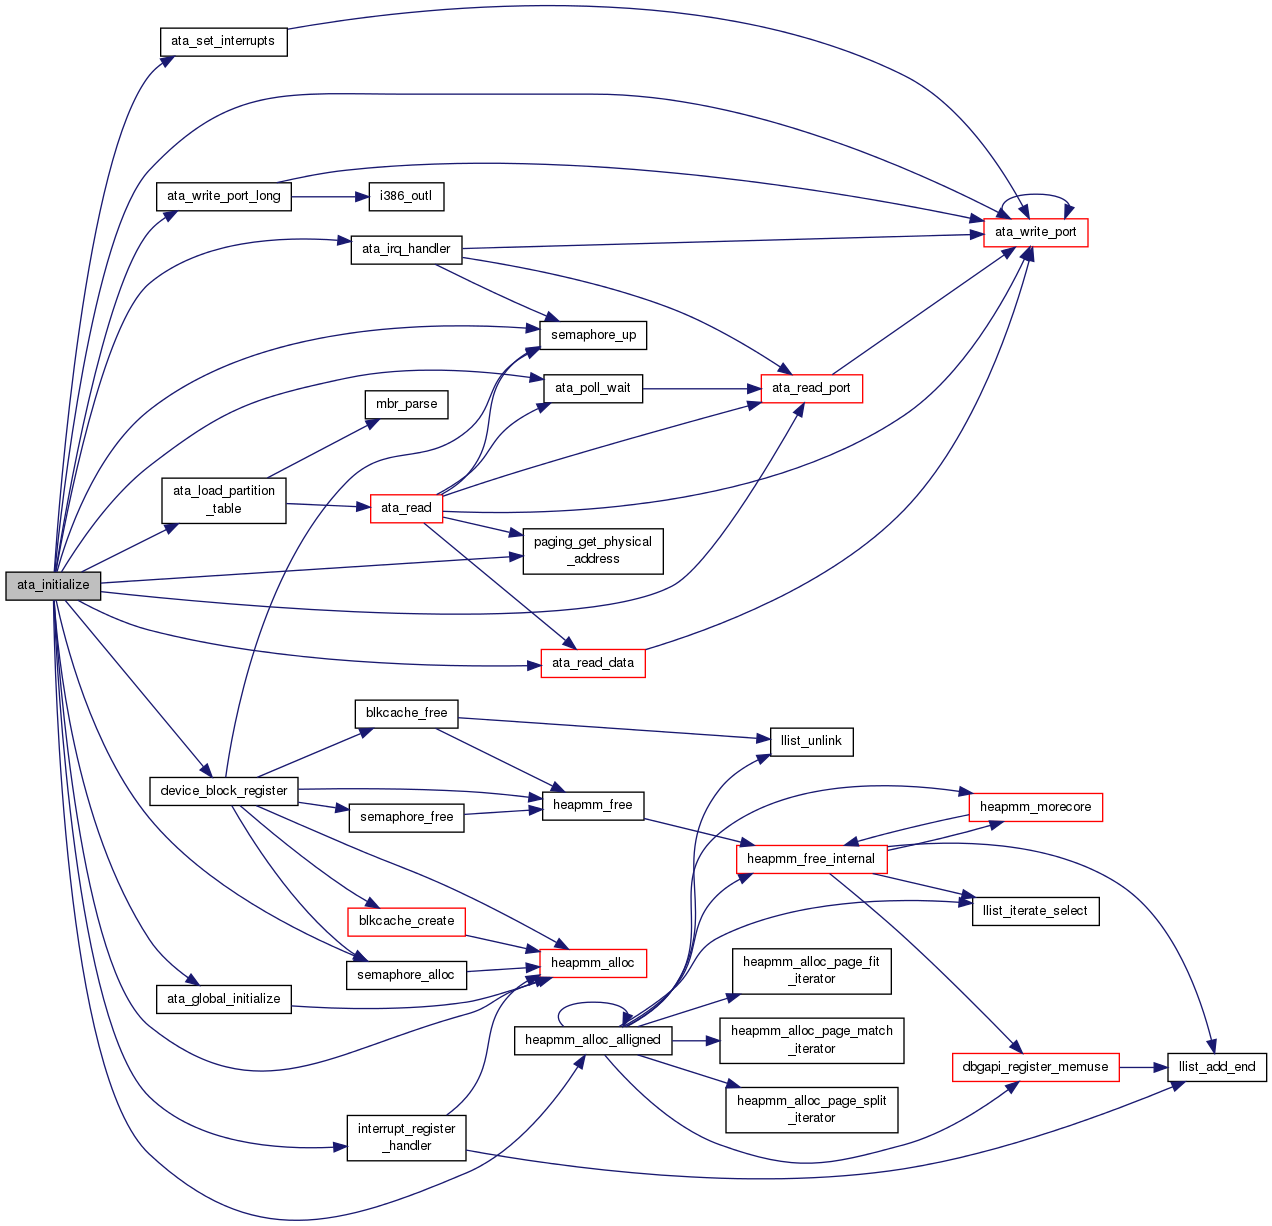 ata_set_interrupts
ata_write_port_long
i386_outl
ata_write_port
ata_irq_handler
semaphore_up
ata_poll_wait
ata_read_port
mbr_parse
ata_load_partition
_table
ata_read
paging_get_physical
_address
ata_initialize
ata_read_data
blkcache_free
llist_unlink
device_block_register
heapmm_free
heapmm_morecore
semaphore_free
heapmm_free_internal
blkcache_create
llist_iterate_select
heapmm_alloc
semaphore_alloc
heapmm_alloc_page_fit
_iterator
ata_global_initialize
heapmm_alloc_alligned
heapmm_alloc_page_match
_iterator
dbgapi_register_memuse
llist_add_end
heapmm_alloc_page_split
_iterator
interrupt_register
_handler